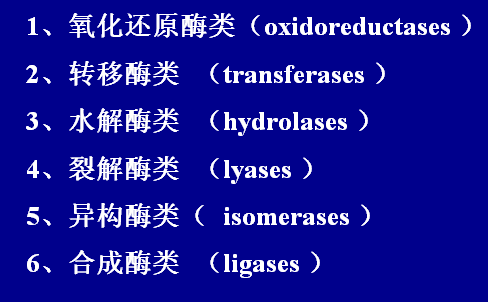 1、氧化还原酶类（oxidoreductases ）
2、转移酶类 （transferases ）
3、水解酶类 （hydrolases ）
4、裂解酶类 （lyases ）
5、异构酶类（ isomerases ）
6、合成酶类 （ligases ）